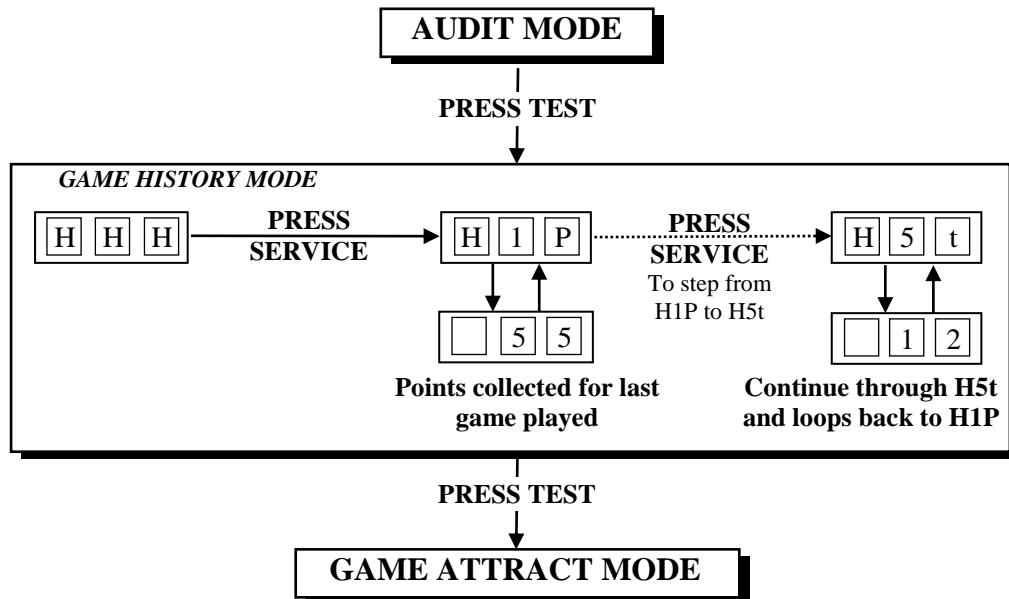 AUDIT MODE
PRESS TEST
GAME HISTORY MODE
H H H
PRESS
SERVICE
H 1 P
PRESS
SERVICE
To step from
H1P to H5t
H 5 t
5 5
1 2
Points collected for last
game played
Continue through H5t
and loops back to H1P
PRESS TEST
GAME ATTRACT MODE